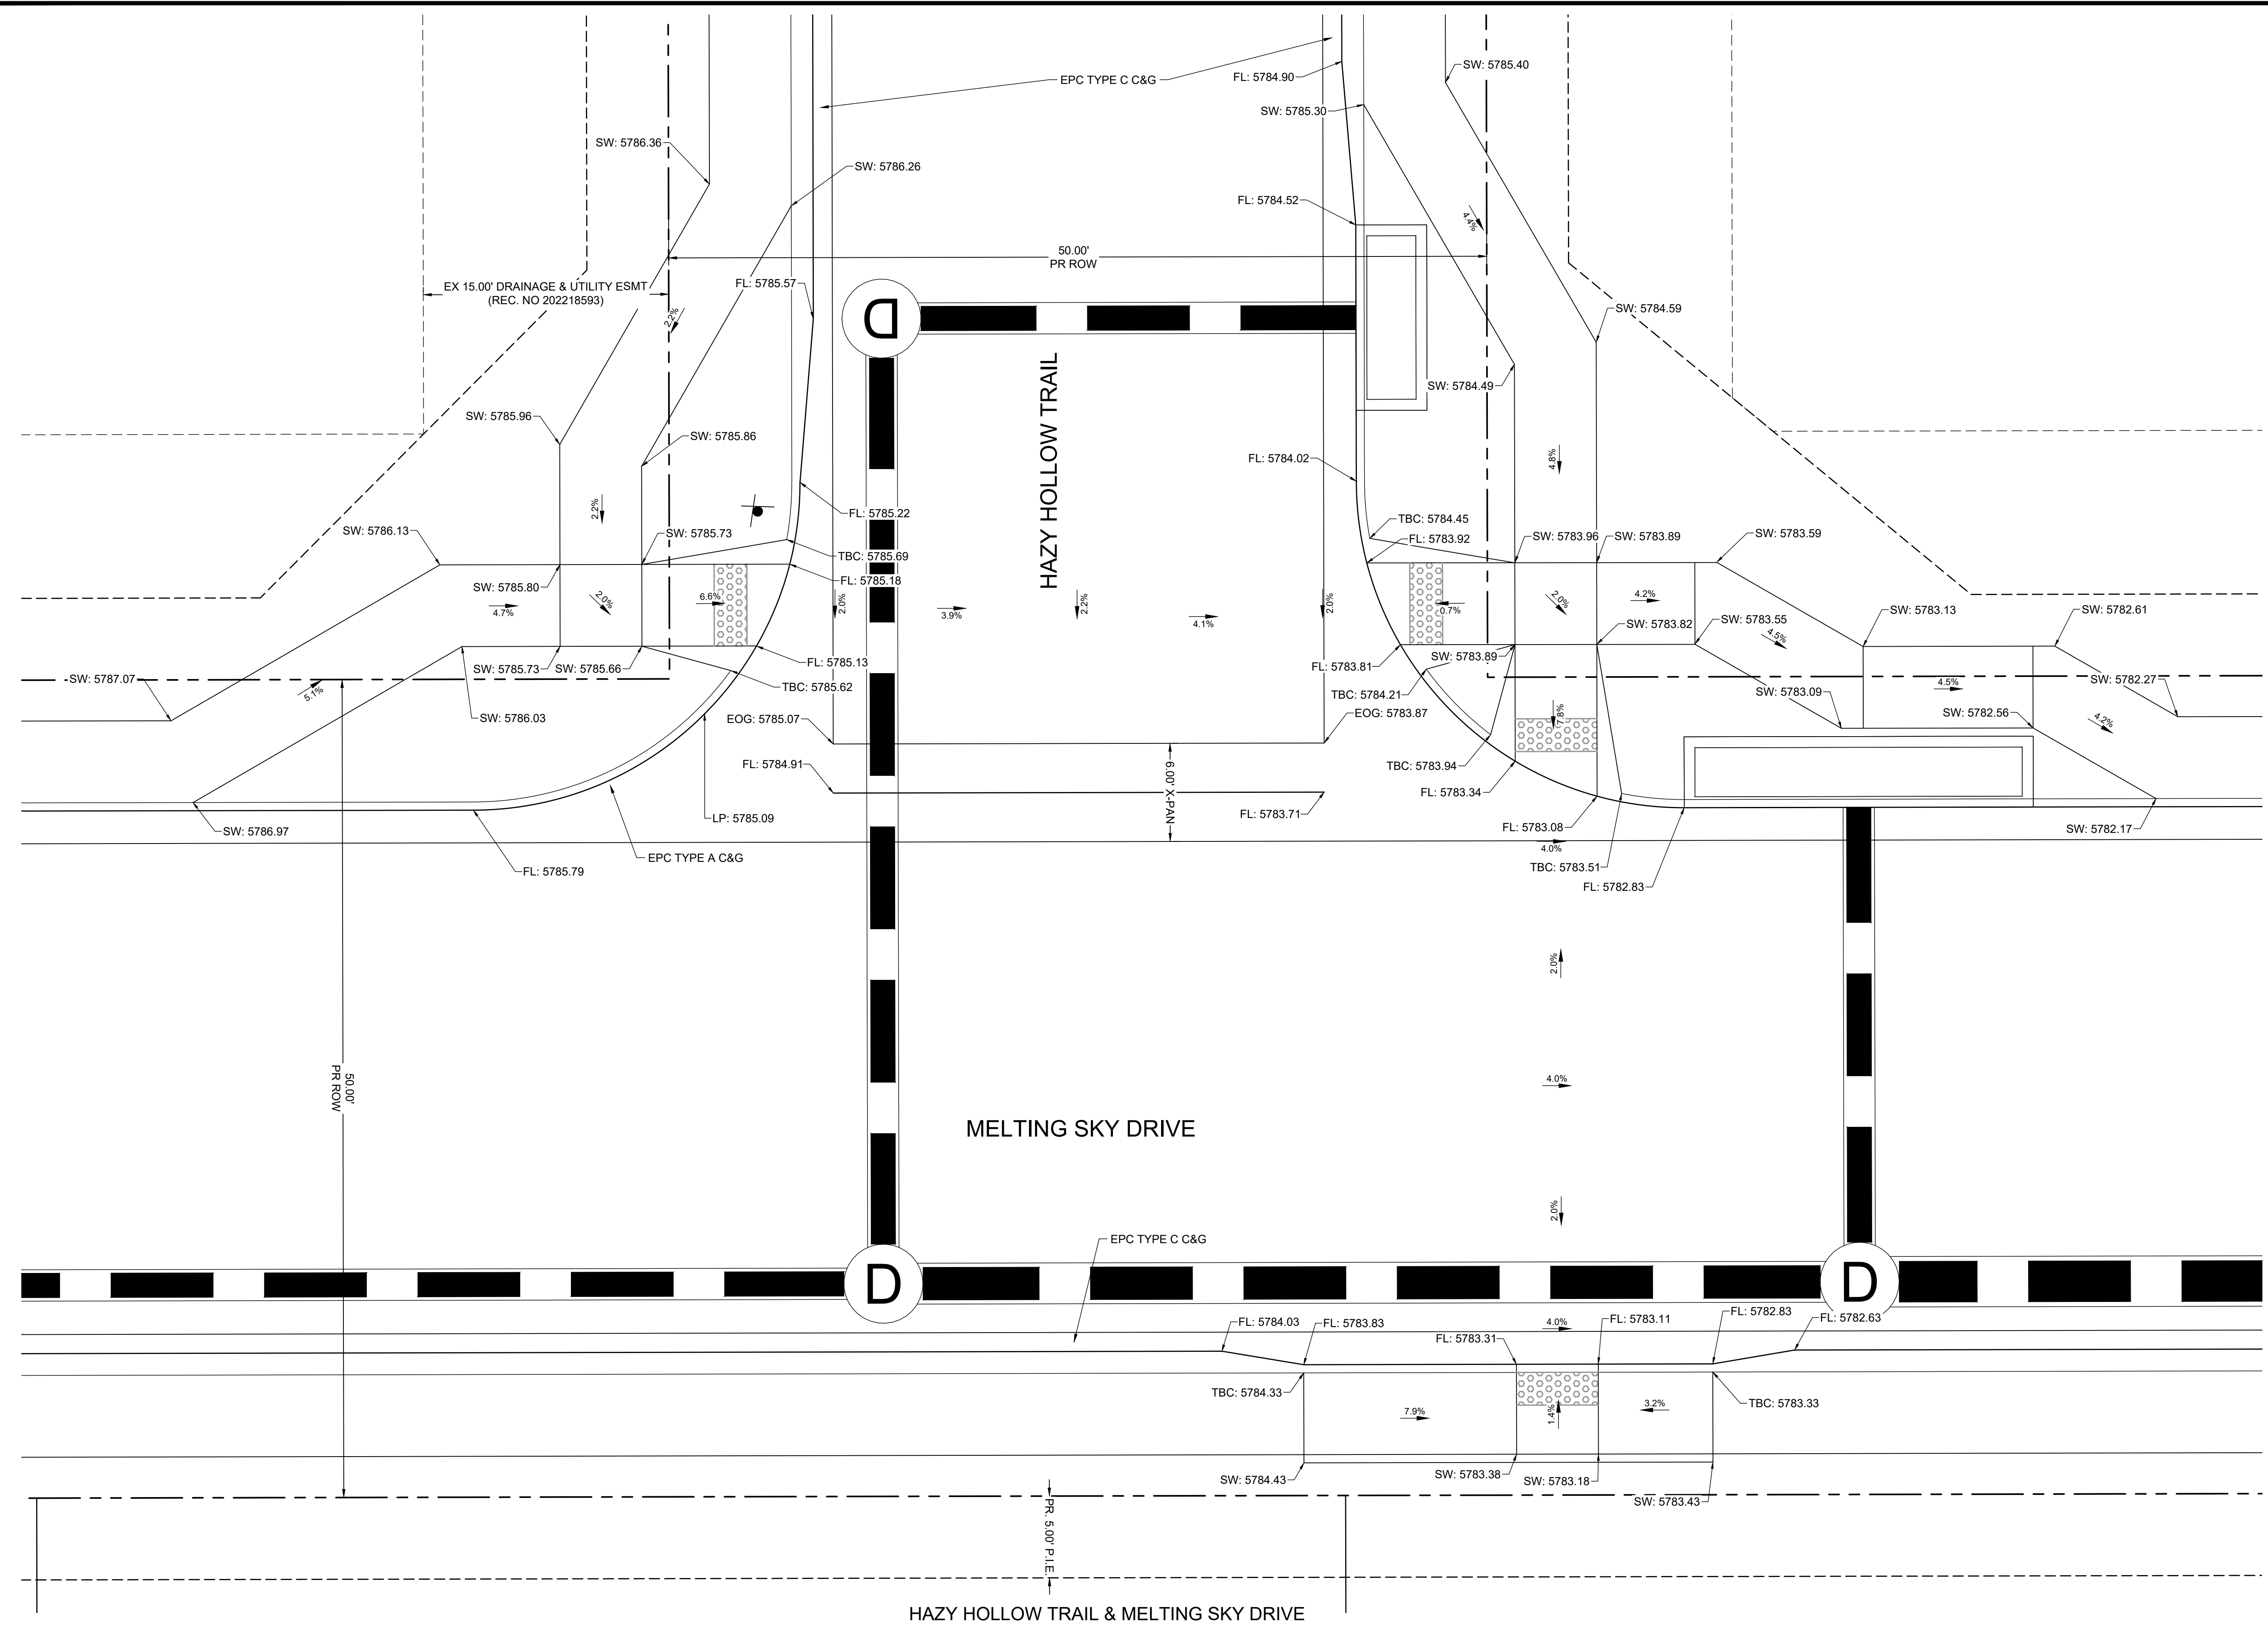 EPC TYPE C C&G
FL: 5784.90
SW: 5785.40
SW: 5785.30
SW: 5786.36
SW: 5786.26
FL: 5784.52
4.4%
50.00'
PR ROW
EX 15.00' DRAINAGE & UTILITY ESMT
(REC. NO 202218593)
FL: 5785.57
2.2%
D
SW: 5784.59
HAZY HOLLOW TRAIL
SW: 5784.49
SW: 5785.96
SW: 5785.86
FL: 5784.02
4.8%
2.2%
FL: 5785.22
TBC: 5784.45
SW: 5786.13
SW: 5785.73
FL: 5783.92
SW: 5783.96
SW: 5783.89
SW: 5783.59
TBC: 5785.69
FL: 5785.18
SW: 5785.80
2.0%
4.7%
6.6%
2.0%
3.9%
2.2%
4.1%
2.0%
0.7%
2.0%
4.2%
SW: 5783.13
SW: 5782.61
SW: 5783.82
SW: 5783.55
4.5%
SW: 5785.73
SW: 5785.66
FL: 5785.13
FL: 5783.81
SW: 5783.89
SW: 5787.07
5.1%
TBC: 5785.62
TBC: 5784.21
SW: 5783.09
4.5%
SW: 5782.27
SW: 5786.03
EOG: 5785.07
EOG: 5783.87
7.8%
SW: 5782.56
4.2%
FL: 5784.91
6.00' X-PAN
TBC: 5783.94
FL: 5783.34
LP: 5785.09
FL: 5783.71
SW: 5786.97
FL: 5783.08
SW: 5782.17
4.0%
EPC TYPE A C&G
FL: 5785.79
TBC: 5783.51
FL: 5782.83
2.0%
50.00'
PR ROW
4.0%
MELTING SKY DRIVE
2.0%
EPC TYPE C C&G
D
D
FL: 5784.03
FL: 5783.83
4.0%
FL: 5783.11
FL: 5782.83
FL: 5782.63
FL: 5783.31
TBC: 5784.33
7.9%
1.4%
3.2%
TBC: 5783.33
SW: 5784.43
SW: 5783.38
SW: 5783.18
SW: 5783.43
PR. 5.00' P.I.E.
HAZY HOLLOW TRAIL & MELTING SKY DRIVE